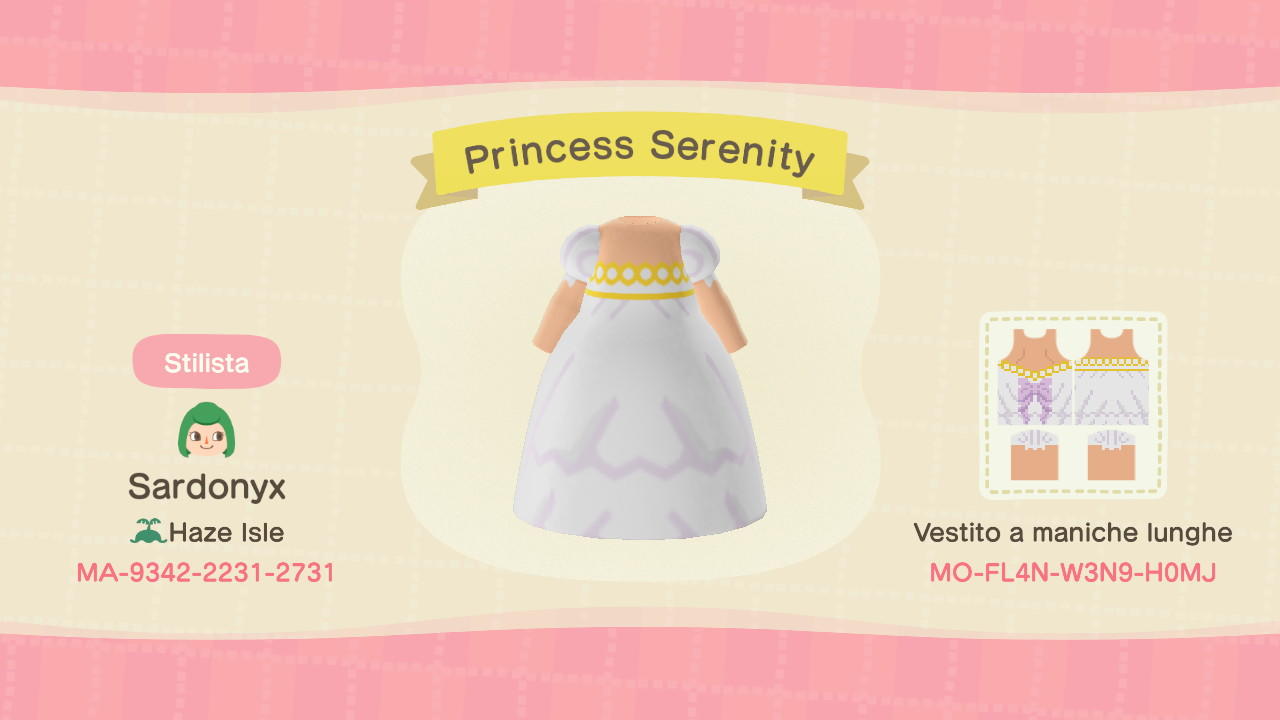 Princess Serenity
Stilista
Sardonyx
Haze Isle
MA-9342-2231-2731
Vestito a maniche lunghe
MO-FL4N-W3N9-H0MJ